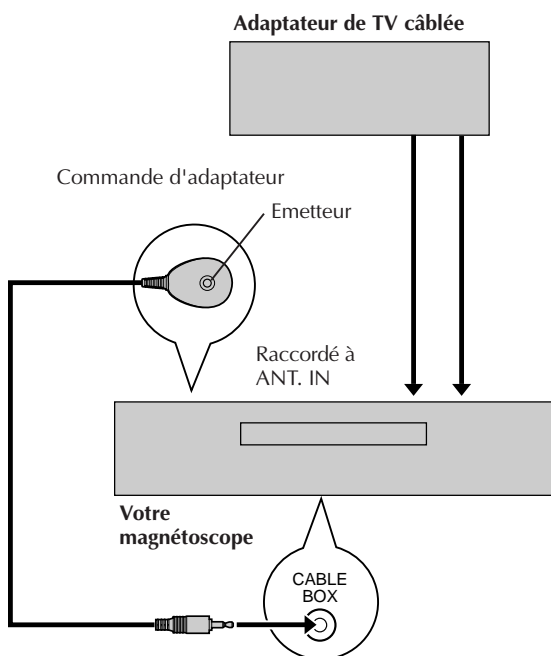 Adaptateur de TV câblée
Commande d'adaptateur
Emetteur
Raccordé à
ANT. IN
Votre
magnétoscope
CABLE
BOX